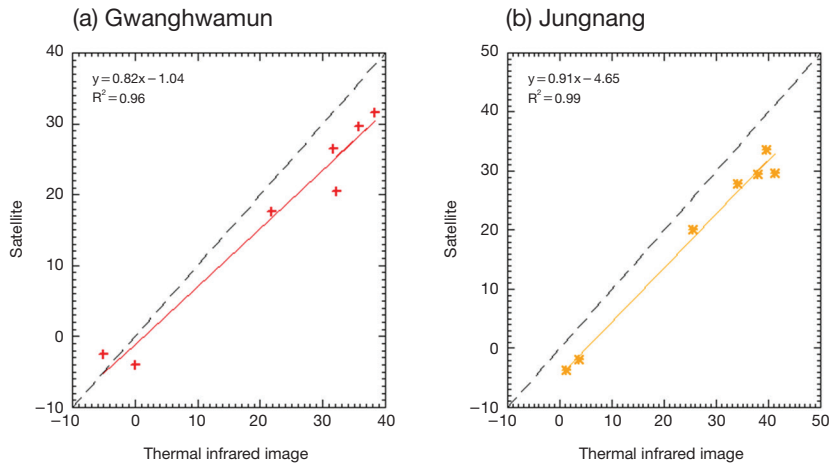 (a) Gwanghwamun
40
30
20
10
0
−10
−10 0 10 20 30 40
y=0.82x−1.04
R²=0.96
Satellite
Thermal infrared image
(b) Jungnang
50
40
30
20
10
0
−10
−10 0 10 20 30 40 50
y=0.91x−4.65
R²=0.99
Satellite
Thermal infrared image